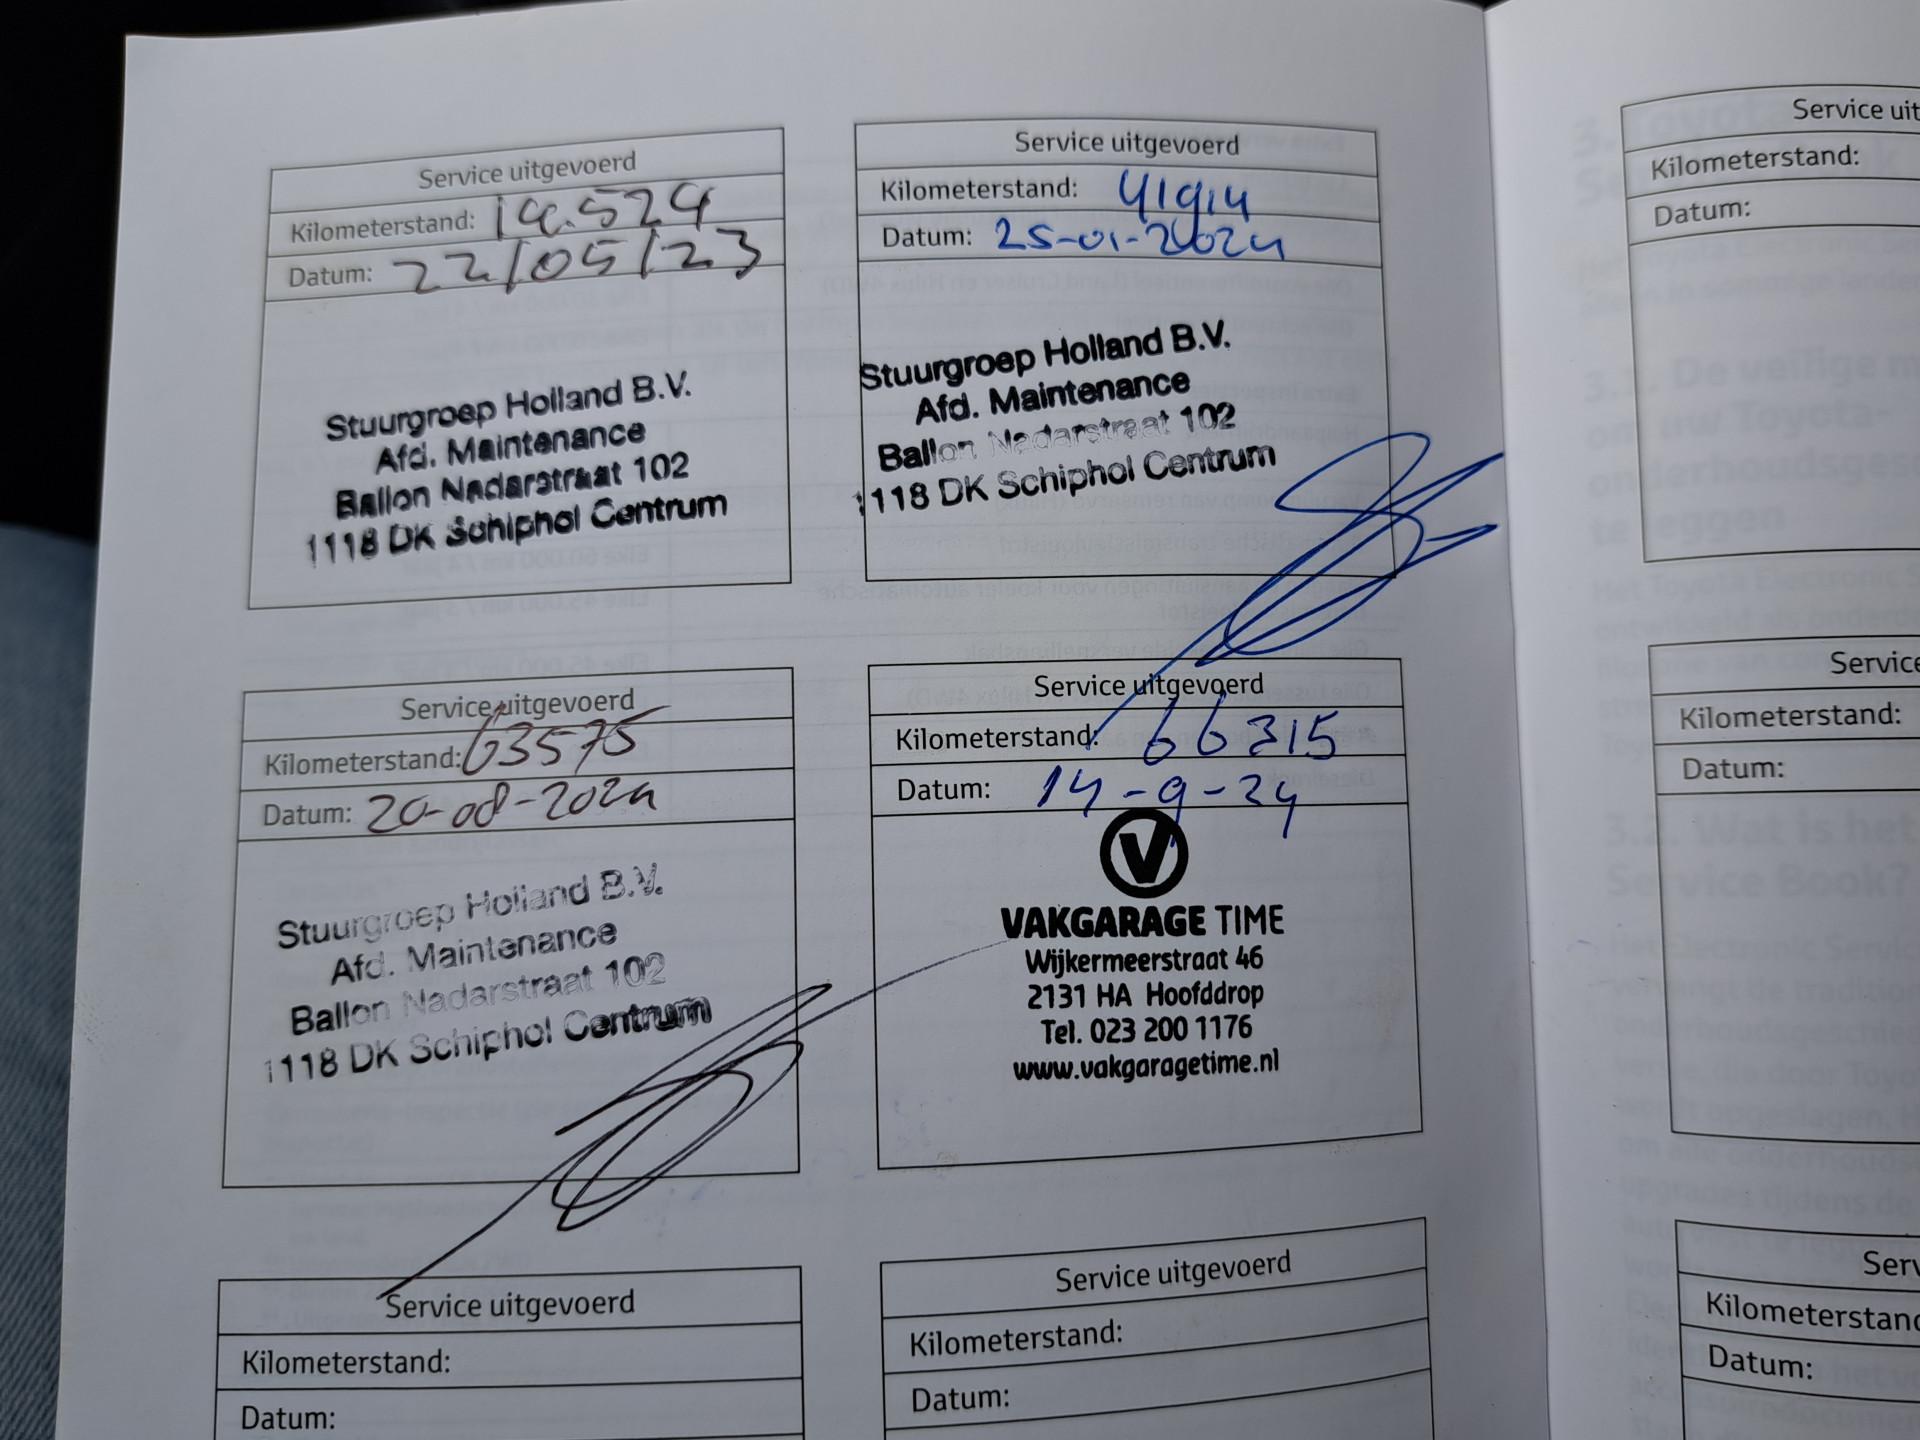 Service uitgevoerd
Kilometerstand: 19.529
Datum: 22/05/23
Stuurgroep Holland B.V.
Afd. Maintenance
Ballon Nadarstraat 102
1118 DK Schiphol Centrum
Service uitgevoerd
Kilometerstand: 41914
Datum: 25-01-2024
Stuurgroep Holland B.V.
Afd. Maintenance
Ballon Nadarstraat 102
1118 DK Schiphol Centrum
Service uitgevoerd
Kilometerstand: 63575
Datum: 20-08-2024
Stuurgroep Holland B.V.
Afd. Maintenance
Ballon Nadarstraat 102
1118 DK Schiphol Centrum
Service uitgevoerd
Kilometerstand: 66315
Datum: 14-9-24
V
VAKGARAGE TIME
Wijkermeerstraat 46
2131 HA Hoofddrop
Tel. 023 200 1176
www.vakgaragetime.nl
Service uitgevoerd
Kilometerstand:
Datum:
Service uitgevoerd
Kilometerstand:
Datum:
Service uit
Kilometerstand:
Datum:
Service
Kilometerstand:
Datum:
Serv
Kilometerstand
Datum: